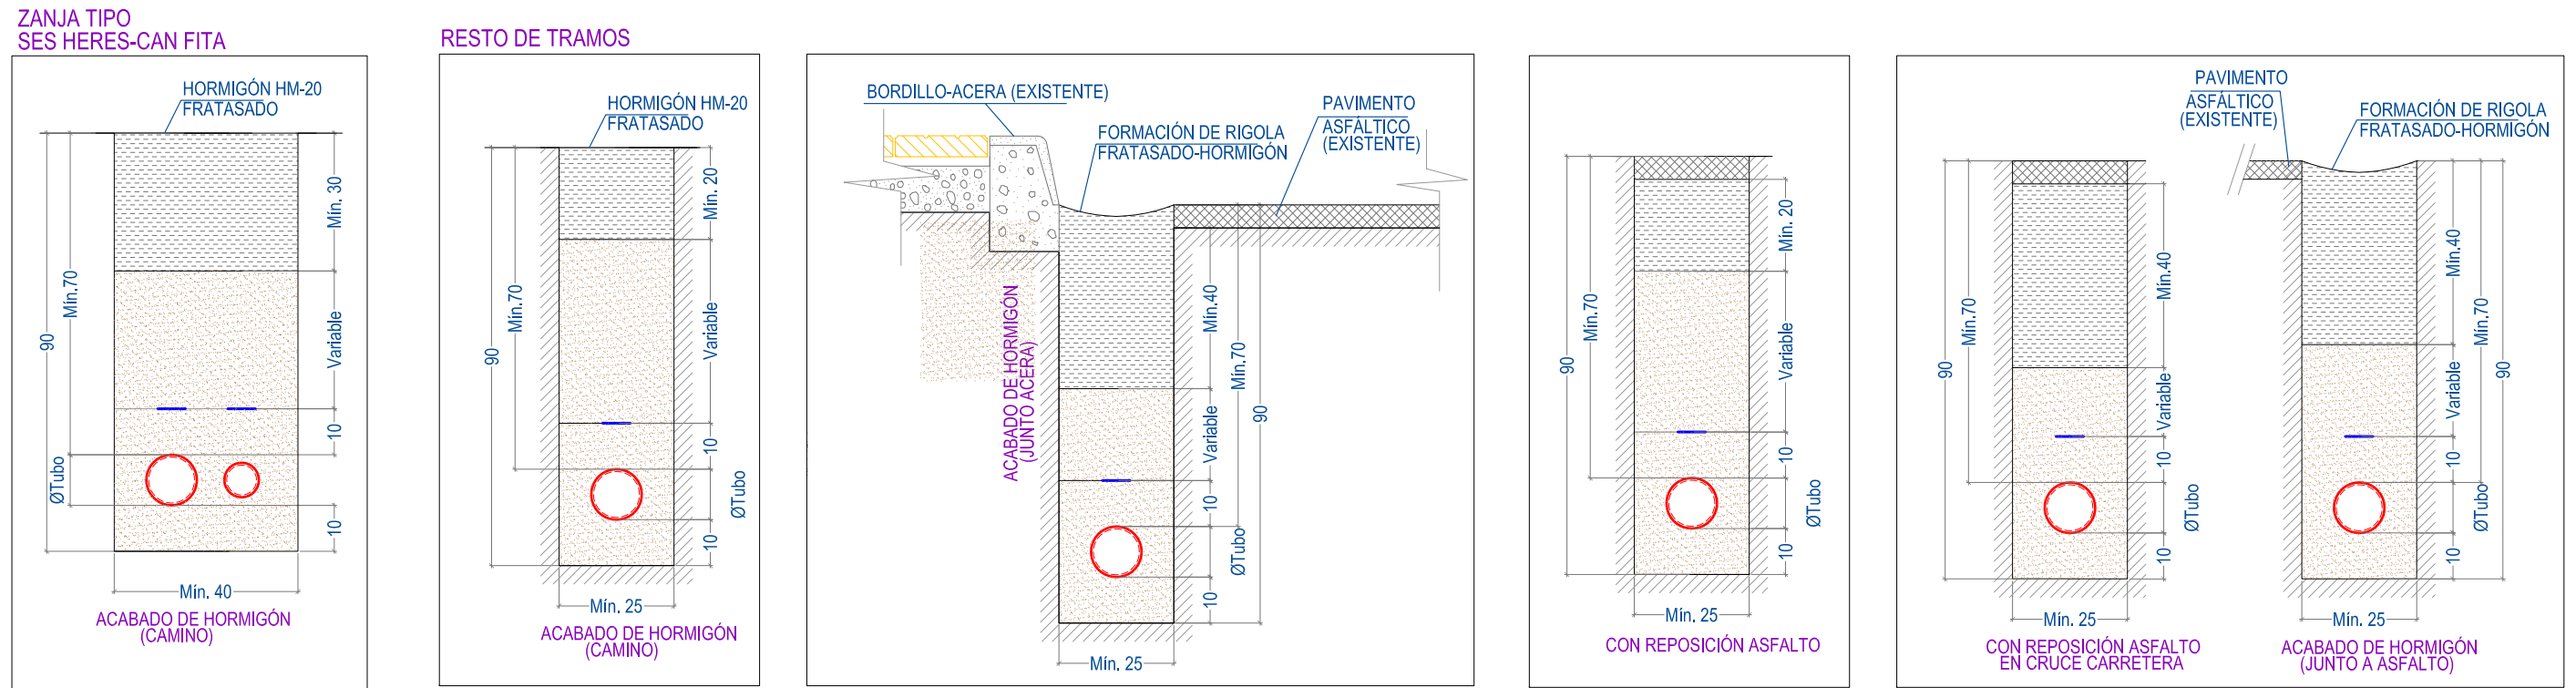 ZANJA TIPO
SES HERES-CAN FITA
HORMIGÓN HM-20
FRATASADO
90
Mín.70
ØTubo
Mín. 30
Variable
10
10
Mín. 40
ACABADO DE HORMIGÓN
(CAMINO)
RESTO DE TRAMOS
HORMIGÓN HM-20
FRATASADO
90
Mín.70
Mín. 20
Variable
10
ØTubo
10
Mín. 25
ACABADO DE HORMIGÓN
(CAMINO)
BORDILLO-ACERA (EXISTENTE)
FORMACIÓN DE RIGOLA
FRATASADO-HORMIGÓN
PAVIMENTO
ASFÁLTICO
(EXISTENTE)
ACABADO DE HORMIGÓN
(JUNTO ACERA)
Mín.40
Mín.70
90
Variable
10
ØTubo
10
Mín. 25
90
Mín.70
Mín. 20
Variable
10
ØTubo
10
Mín. 25
CON REPOSICIÓN ASFALTO
90
Mín.70
Mín.40
Variable
10
ØTubo
10
Mín. 25
CON REPOSICIÓN ASFALTO
EN CRUCE CARRETERA
PAVIMENTO
ASFÁLTICO
(EXISTENTE)
FORMACIÓN DE RIGOLA
FRATASADO-HORMIGÓN
Mín.40
Mín.70
90
Variable
10
ØTubo
10
Mín. 25
ACABADO DE HORMIGÓN
(JUNTO A ASFALTO)